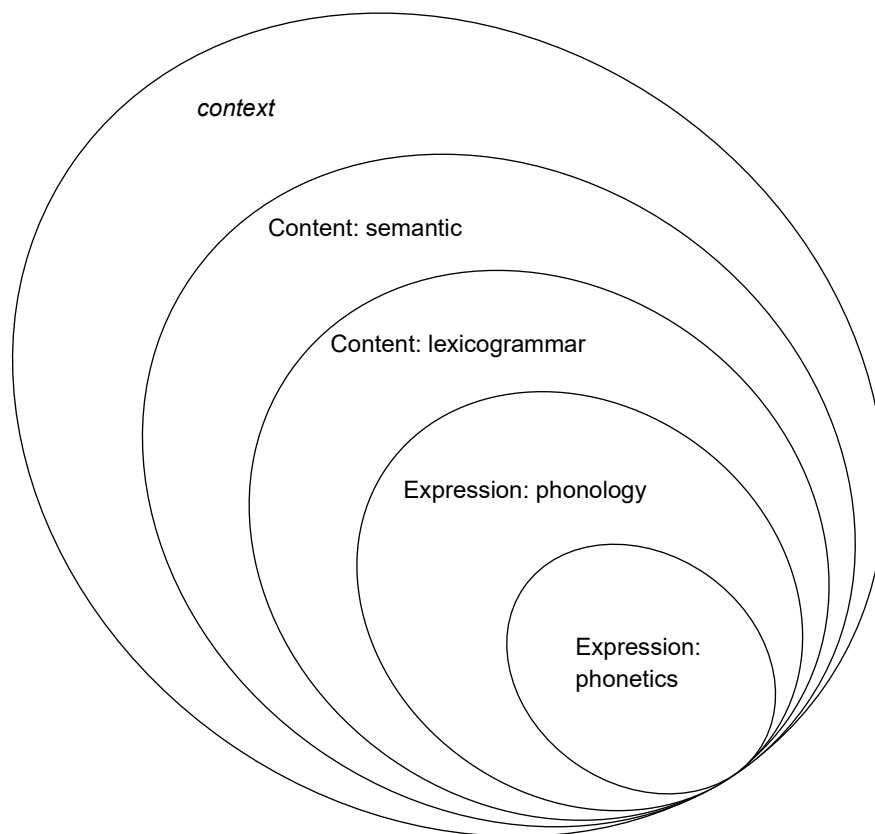 context
Content: semantic
Content: lexicogrammar
Expression: phonology
Expression:
phonetics